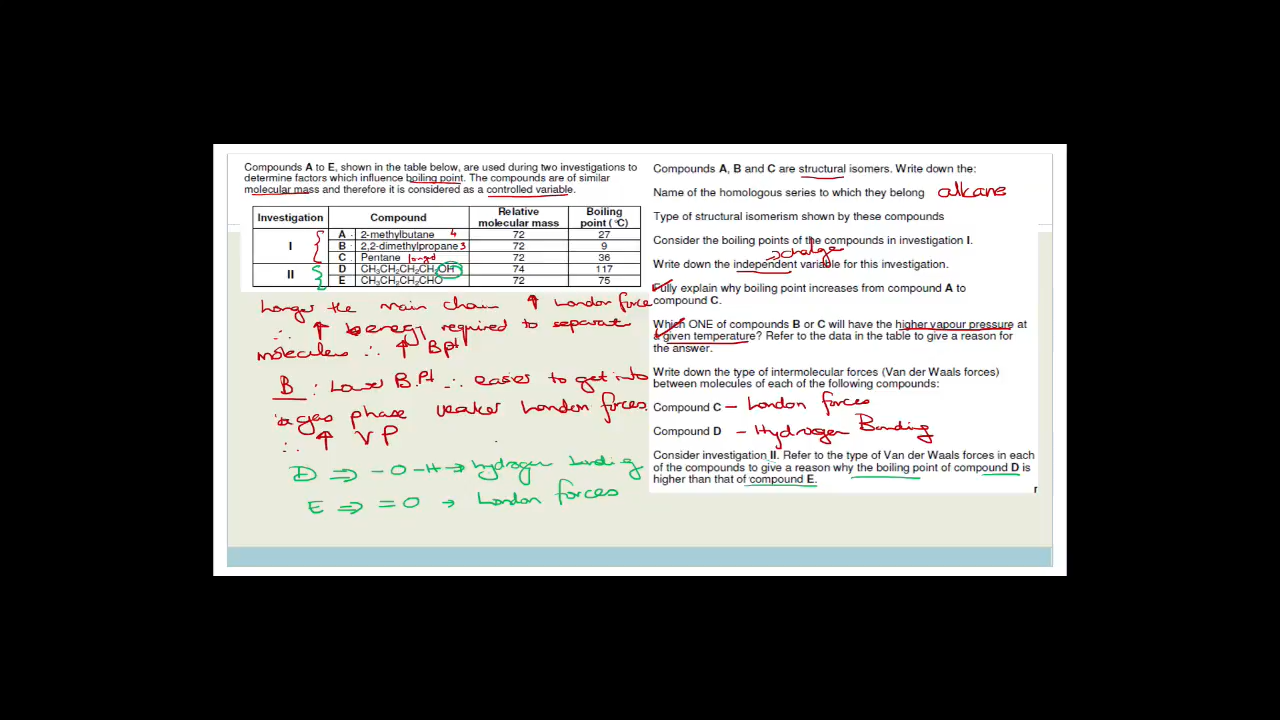 Compounds A to E, shown in the table below, are used during two investigations to
determine factors which influence boiling point. The compounds are of similar
molecular mass and therefore it is considered as a controlled variable.
Investigation Compound Relative molecular mass Boiling point (°C)
I A 2-methylbutane 4 72 27
B 2,2-dimethylpropane 3 72 9
C Pentane longest 72 36
II D CH₃CH₂CH₂CH₂OH 74 117
E CH₃CH₂CH₂CHO 72 75
Longer the main chain ↑ London force
∴ ↑ energy required to separate
molecules ∴ ↑ B pt
B : Lower B.Pt ∴ easier to get into
gas phase weaker London forces
∴ ↑ VP
D ⇒ -O-H → hydrogen bonding
E ⇒ =O → London forces
Compounds A, B and C are structural isomers. Write down the:
Name of the homologous series to which they belong alkane
Type of structural isomerism shown by these compounds
Consider the boiling points of the compounds in investigation I.
→ change
Write down the independent variable for this investigation.
Fully explain why boiling point increases from compound A to
compound C.
Which ONE of compounds B or C will have the higher vapour pressure at
a given temperature? Refer to the data in the table to give a reason for
the answer.
Write down the type of intermolecular forces (Van der Waals forces)
between molecules of each of the following compounds:
Compound C – London forces
Compound D – Hydrogen Bonding
Consider investigation II. Refer to the type of Van der Waals forces in each
of the compounds to give a reason why the boiling point of compound D is
higher than that of compound E.